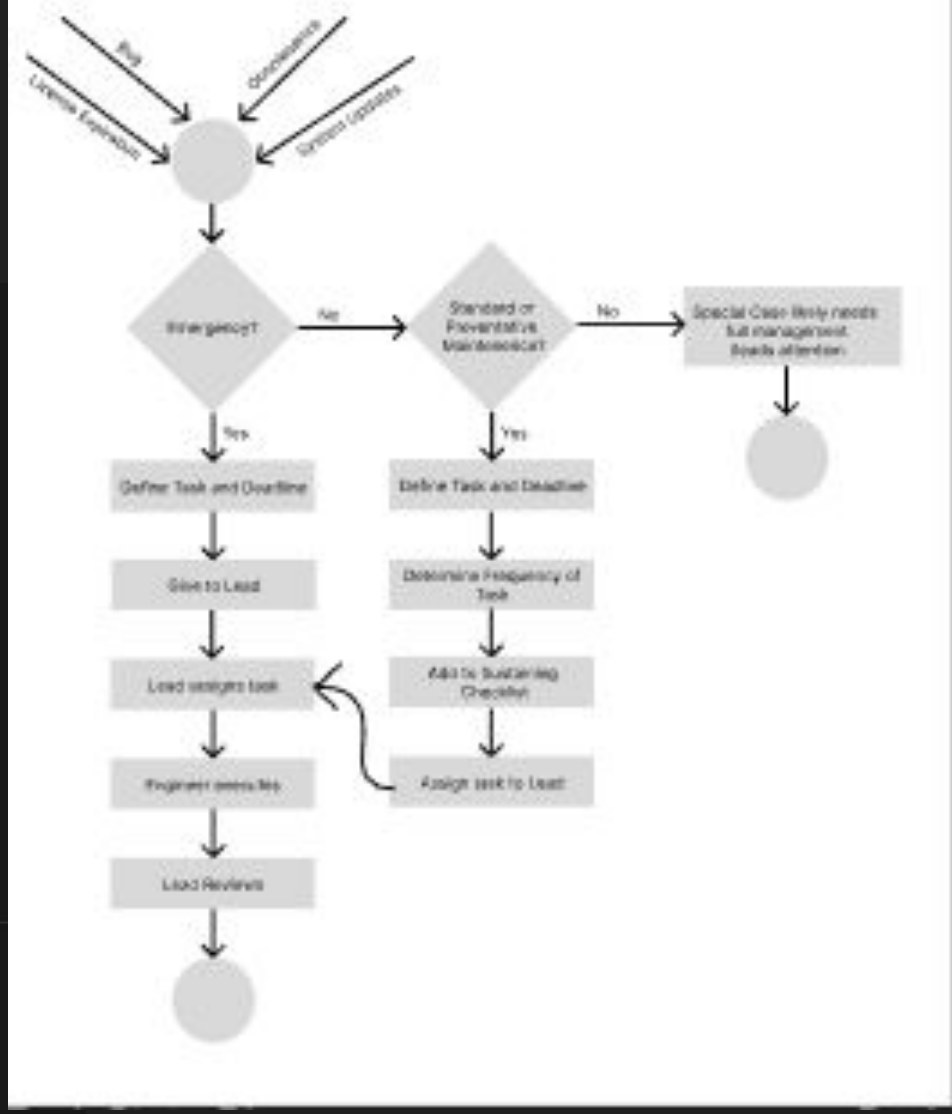 Bug
Obsolescence
License Expiration
System Updates
Emergency?
No
Standard or
Preventative
Maintenance?
No
Special Case likely needs
full management
Needs attention
Yes
Yes
Define Task and Deadline
Define Task and Deadline
Give to Lead
Determine Frequency of
Task
Lead assigns task
Add to Sustaining
Checklist
Engineer executes
Assign task to Lead
Lead Reviews